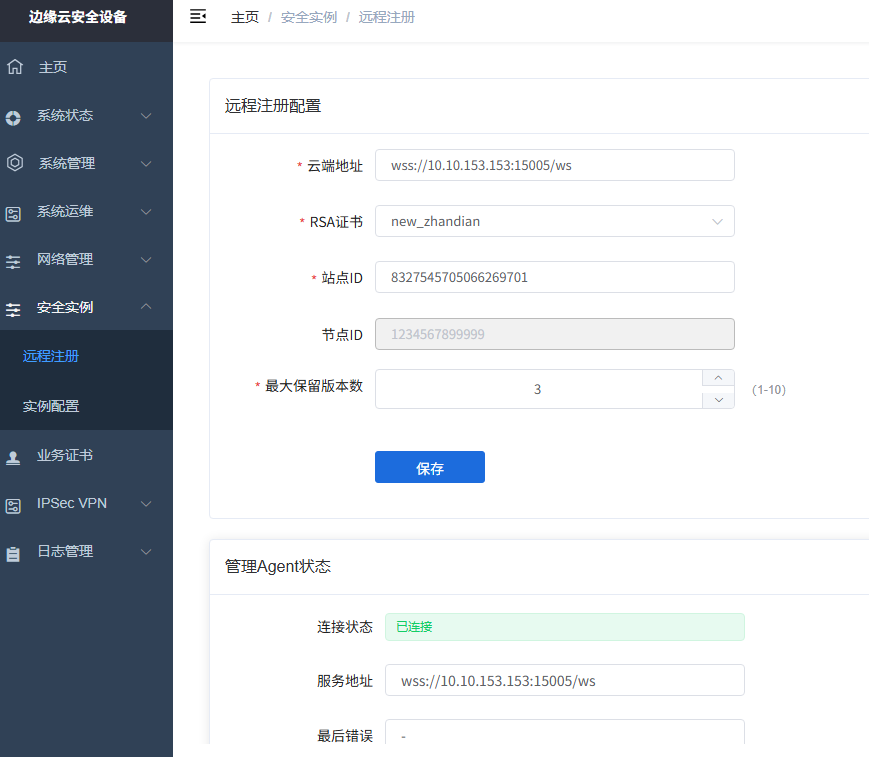 边缘云安全设备
主页 / 安全实例 / 远程注册
主页
系统状态
系统管理
系统运维
网络管理
安全实例
远程注册
实例配置
业务证书
IPSec VPN
日志管理
远程注册配置
* 云端地址 wss://10.10.153.153:15005/ws
* RSA证书 new_zhandian
* 站点ID 8327545705066269701
节点ID 1234567899999
* 最大保留版本数 3 (1-10)
保存
管理Agent状态
连接状态 已连接
服务地址 wss://10.10.153.153:15005/ws
最后错误 -